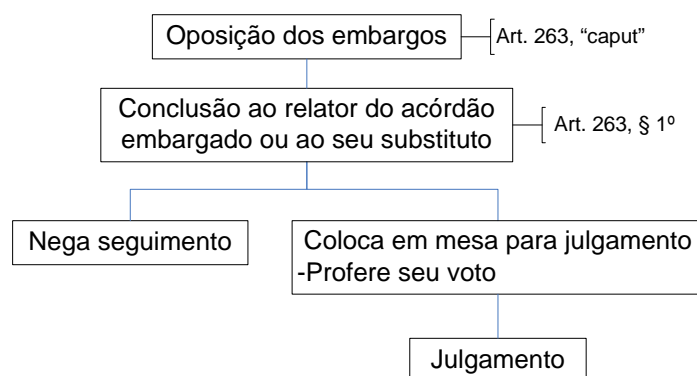 Oposição dos embargos
Art. 263, “caput”
Conclusão ao relator do acórdão
embargado ou ao seu substituto
Art. 263, § 1º
Nega seguimento
Coloca em mesa para julgamento
-Profere seu voto
Julgamento